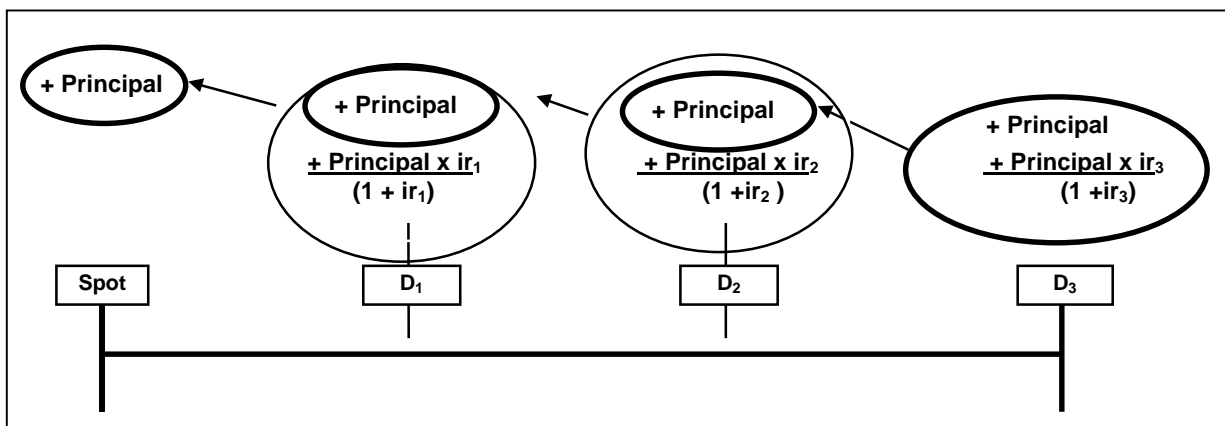 + Principal
+ Principal
+ Principal x ir₁
(1 + ir₁)
+ Principal
+ Principal x ir₂
(1 +ir₂ )
+ Principal
+ Principal x ir₃
(1 +ir₃)
Spot
D₁
D₂
D₃